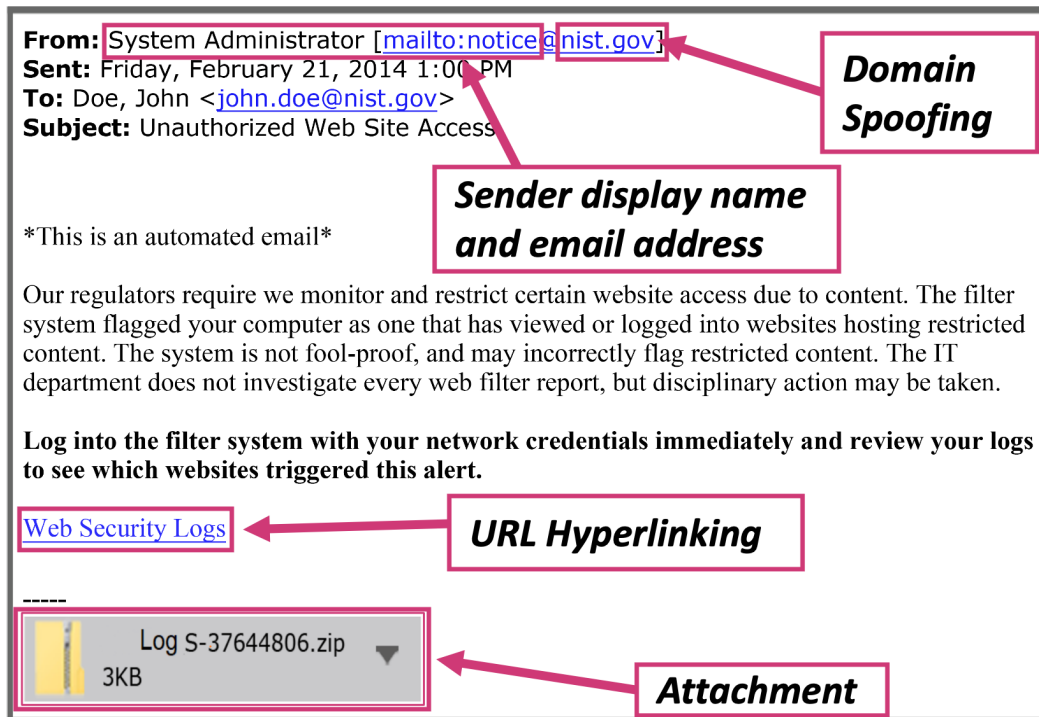 From: System Administrator [mailto:notice@nist.gov]
Sent: Friday, February 21, 2014 1:00 PM
To: Doe, John <john.doe@nist.gov>
Subject: Unauthorized Web Site Access
Domain
Spoofing
Sender display name
and email address
*This is an automated email*
Our regulators require we monitor and restrict certain website access due to content. The filter
system flagged your computer as one that has viewed or logged into websites hosting restricted
content. The system is not fool-proof, and may incorrectly flag restricted content. The IT
department does not investigate every web filter report, but disciplinary action may be taken.
Log into the filter system with your network credentials immediately and review your logs
to see which websites triggered this alert.
Web Security Logs
URL Hyperlinking
-----
Log S-37644806.zip
3KB
Attachment